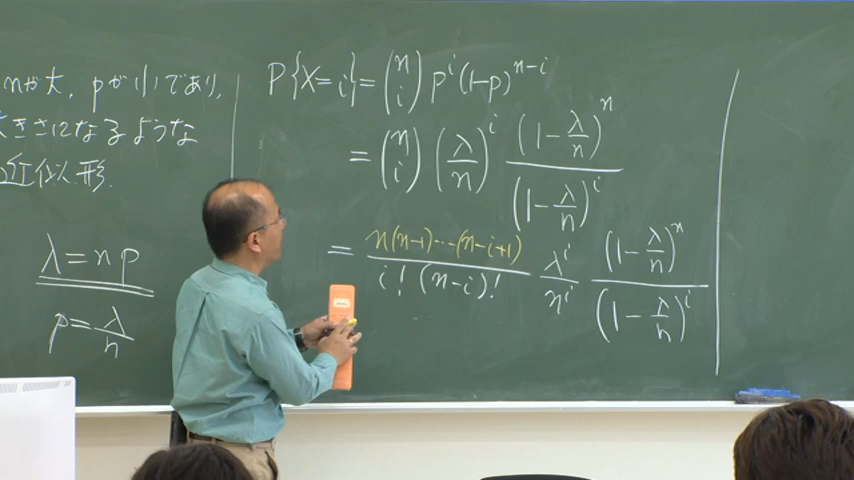 nが大, pが小であり,
大きさになるような
近似形.
λ = np
p = λ/n
P{X=i} = (n i) p^i (1-p)^{n-i}
= (n i) (λ/n)^i (1-λ/n)^n / (1-λ/n)^i
= n(n-1)···(n-i+1) / i!(n-i)! λ^i/n^i (1-λ/n)^n / (1-λ/n)^i